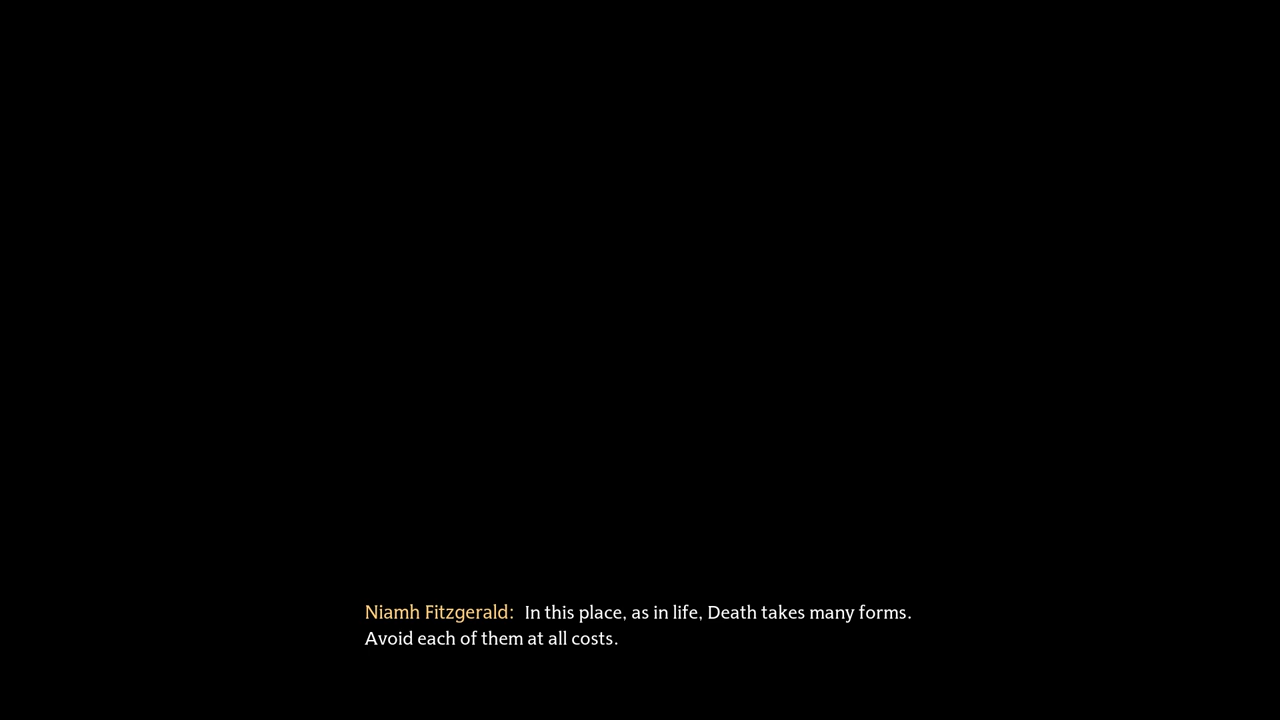 Niamh Fitzgerald: In this place, as in life, Death takes many forms.
Avoid each of them at all costs.